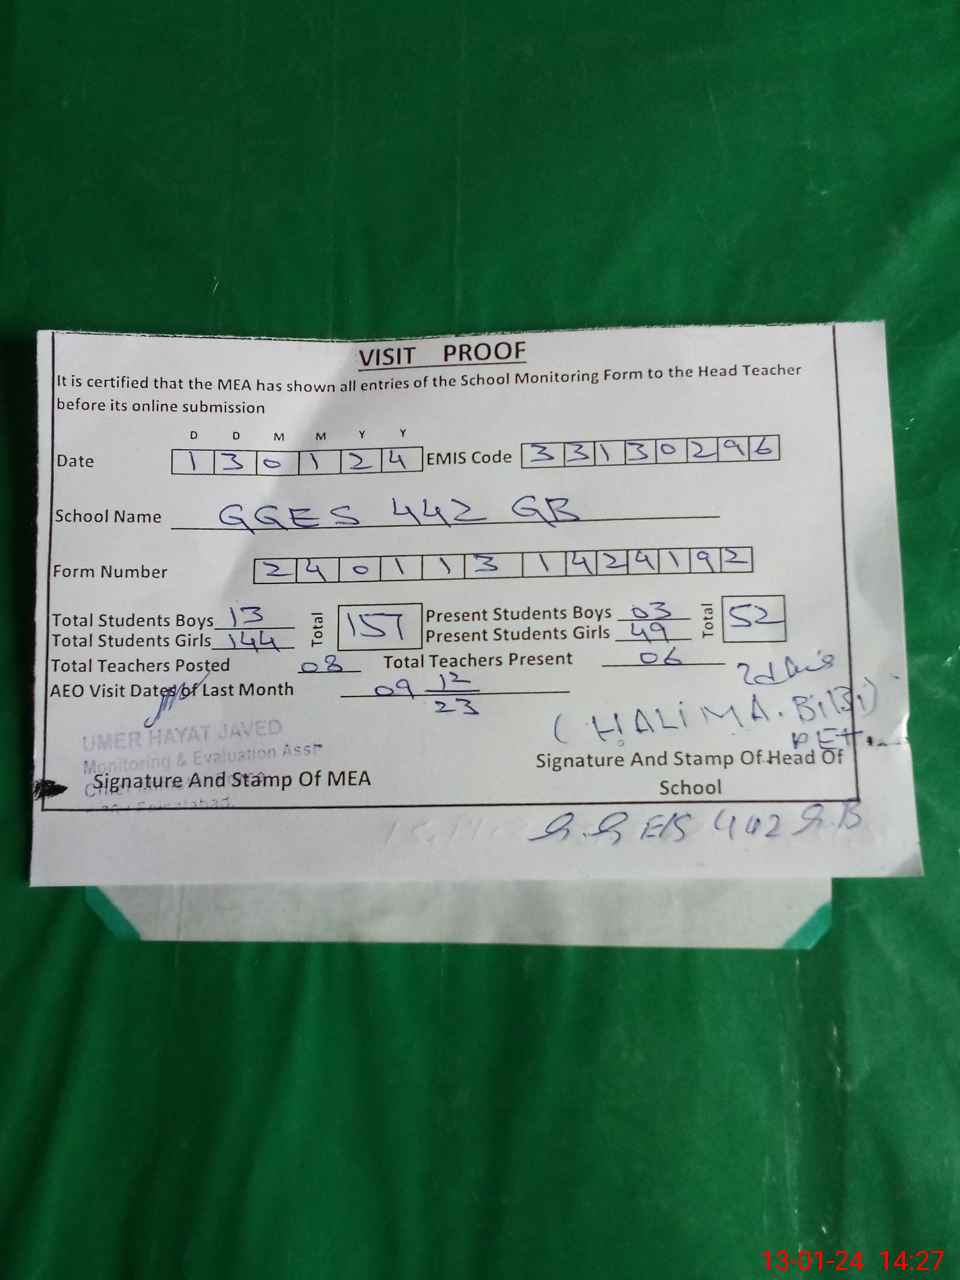 VISIT PROOF
It is certified that the MEA has shown all entries of the School Monitoring Form to the Head Teacher
before its online submission
D D M M Y Y
Date 1 3 0 1 2 4 EMIS Code 3 3 1 3 0 2 9 6
School Name GGES 442 GB
Form Number 2 4 0 1 1 3 1 4 2 4 1 9 2
Total Students Boys 13 Total 157 Present Students Boys 03 Total 52
Total Students Girls 144 Present Students Girls 49
Total Teachers Posted 08 Total Teachers Present 06
AEO Visit Dates of Last Month 09 12 23
(HALIMA. BiBi)
UMER HAYAT JAVED
Monitoring & Evaluation Asst
Signature And Stamp Of MEA
Signature And Stamp Of Head Of
School
G.GE/S 442 G.B
13-01-24 14:27